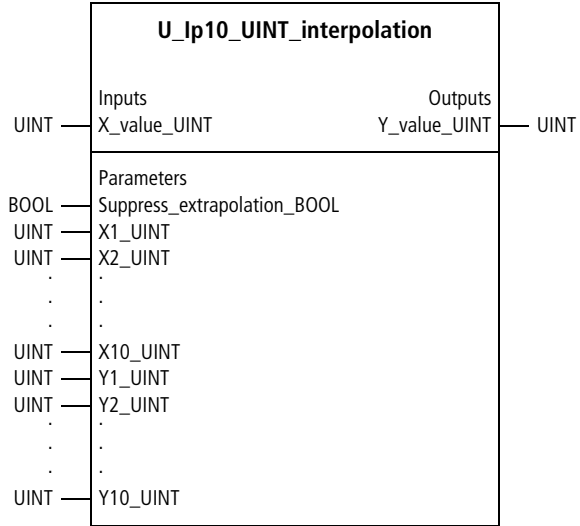 U_Ip10_UINT_interpolation
Inputs Outputs
UINT X_value_UINT Y_value_UINT UINT
Parameters
BOOL Suppress_extrapolation_BOOL
UINT X1_UINT
UINT X2_UINT
. .
. .
. .
UINT X10_UINT
UINT Y1_UINT
UINT Y2_UINT
. .
. .
. .
UINT Y10_UINT